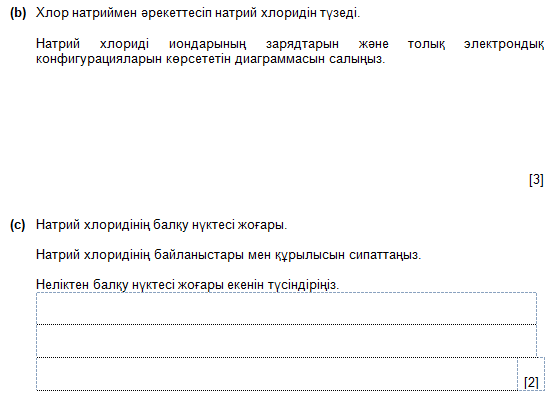 (b) Хлор натриймен әрекеттесіп натрий хлоридін түзеді.
Натрий хлориді иондарының зарядтарын және толық электрондық
конфигурацияларын көрсететін диаграммасын салыңыз.
[3]
(c) Натрий хлоридінің балқу нүктесі жоғары.
Натрий хлоридінің байланыстары мен құрылысын сипаттаңыз.
Неліктен балқу нүктесі жоғары екенін түсіндіріңіз.
[2]